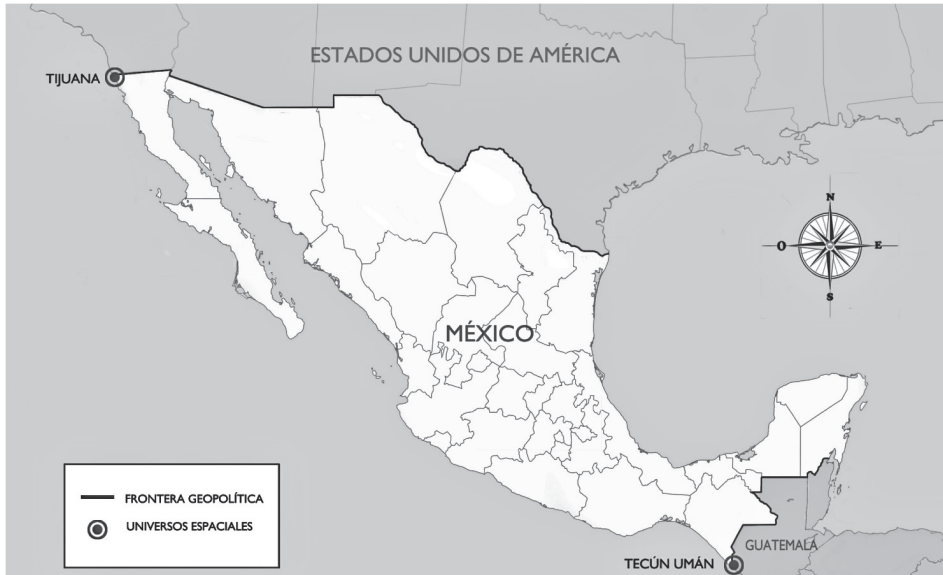 ESTADOS UNIDOS DE AMÉRICA
TIJUANA
N
O
E
S
MÉXICO
FRONTERA GEOPOLÍTICA
UNIVERSOS ESPACIALES
GUATEMALA
TECÚN UMÁN